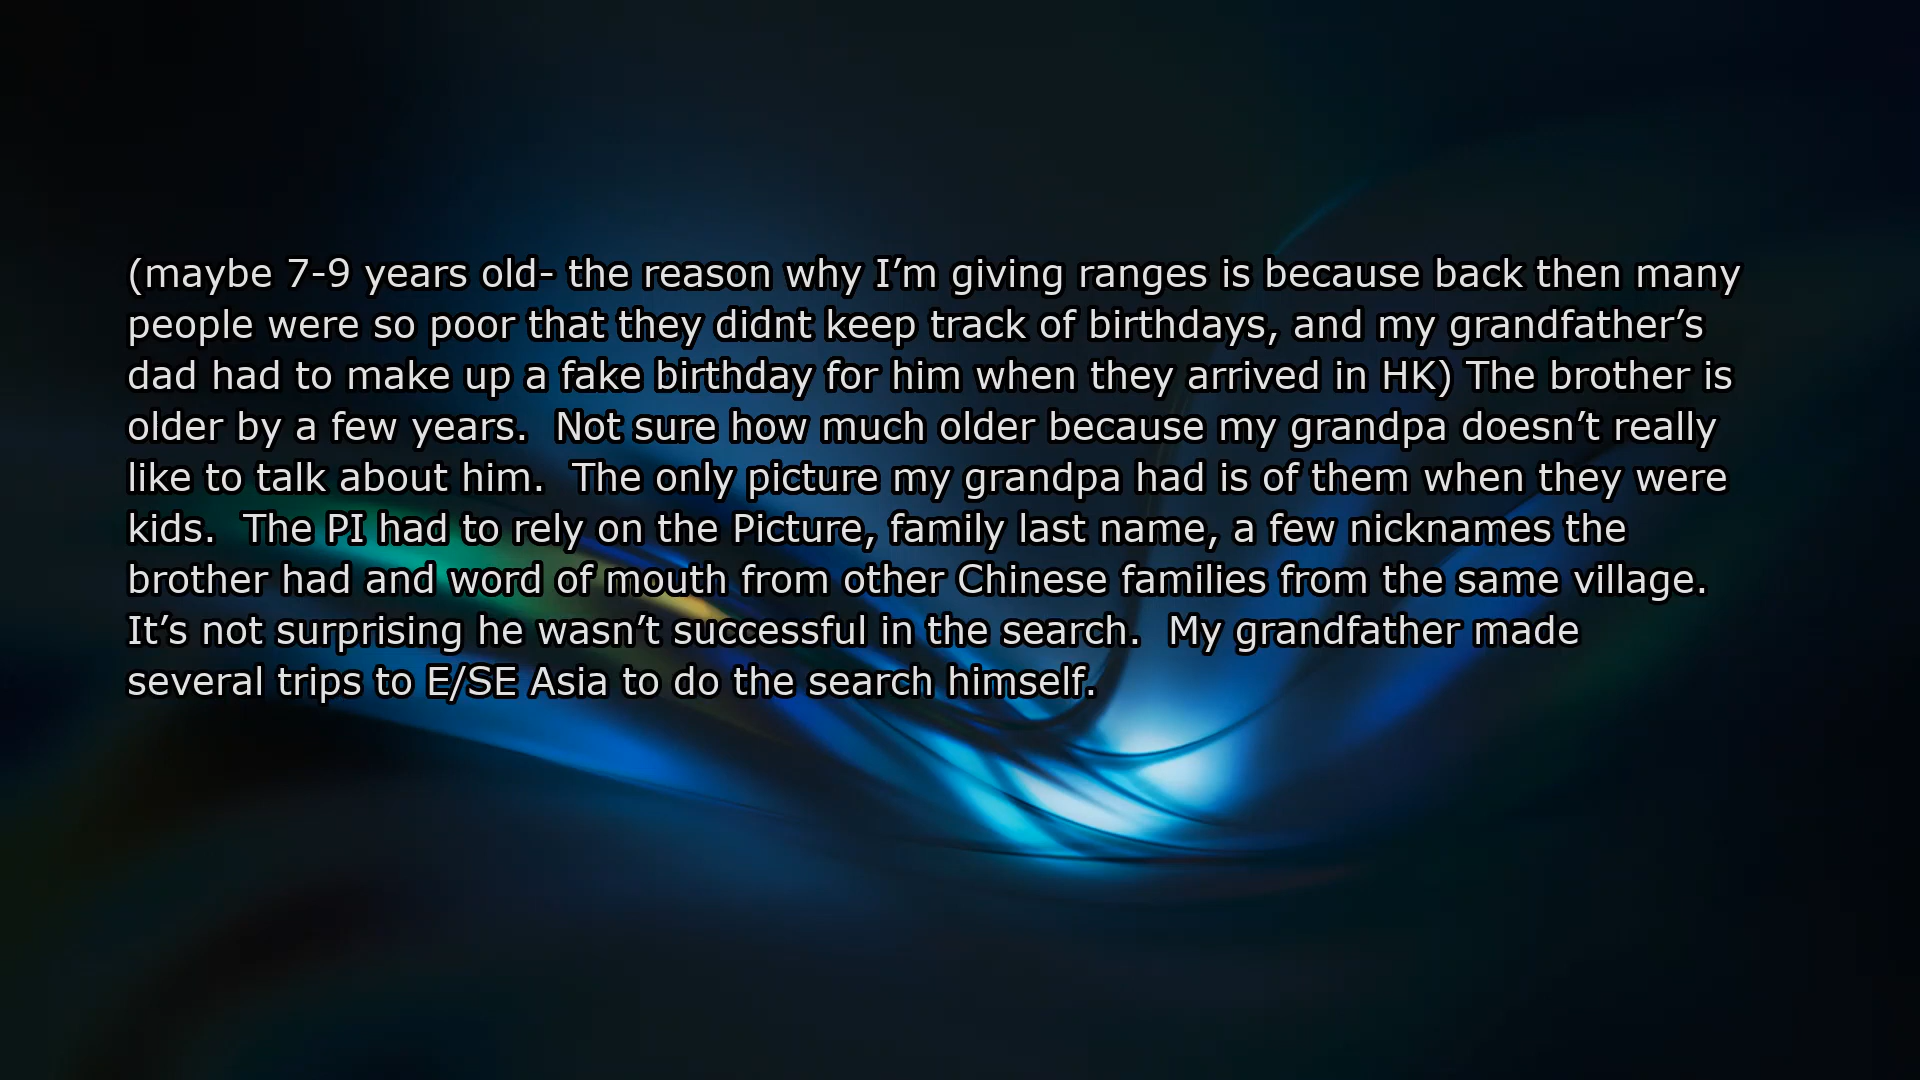 (maybe 7-9 years old- the reason why I’m giving ranges is because back then many
people were so poor that they didnt keep track of birthdays, and my grandfather’s
dad had to make up a fake birthday for him when they arrived in HK) The brother is
older by a few years.  Not sure how much older because my grandpa doesn’t really
like to talk about him.  The only picture my grandpa had is of them when they were
kids.  The PI had to rely on the Picture, family last name, a few nicknames the
brother had and word of mouth from other Chinese families from the same village.
It’s not surprising he wasn’t successful in the search.  My grandfather made
several trips to E/SE Asia to do the search himself.